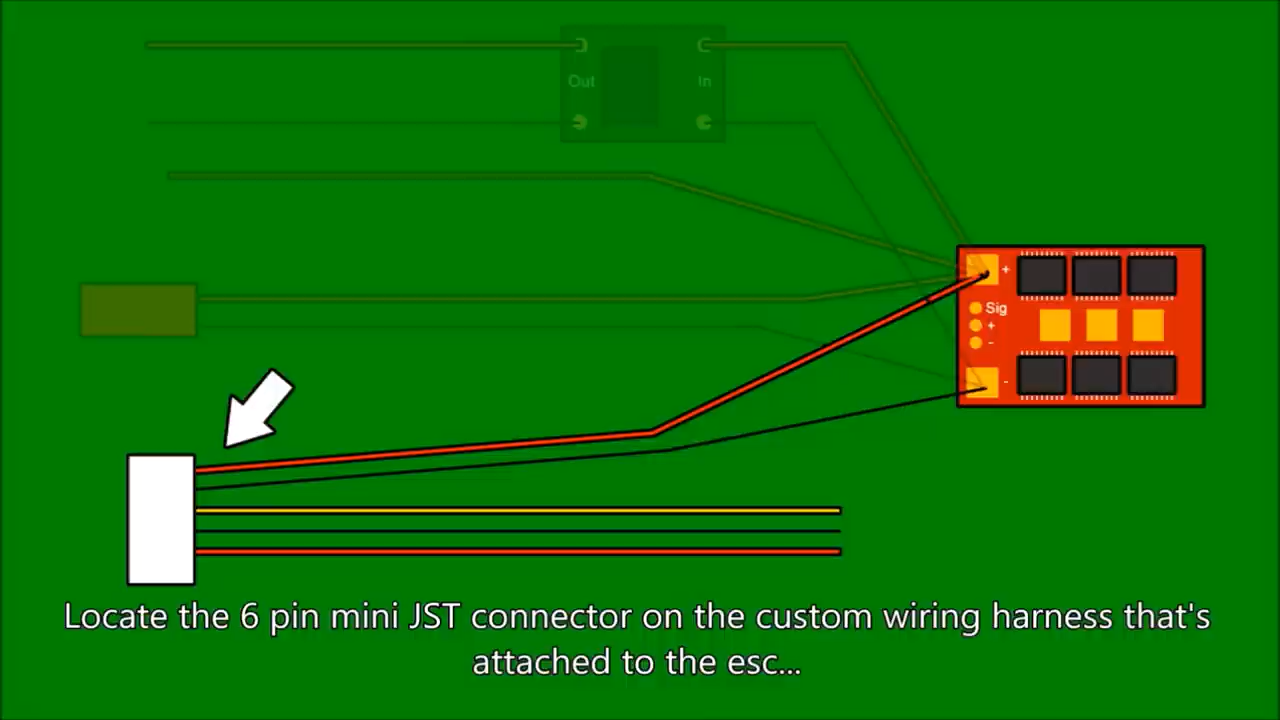 Out In
+
Sig
+
-
-
Locate the 6 pin mini JST connector on the custom wiring harness that's
attached to the esc...